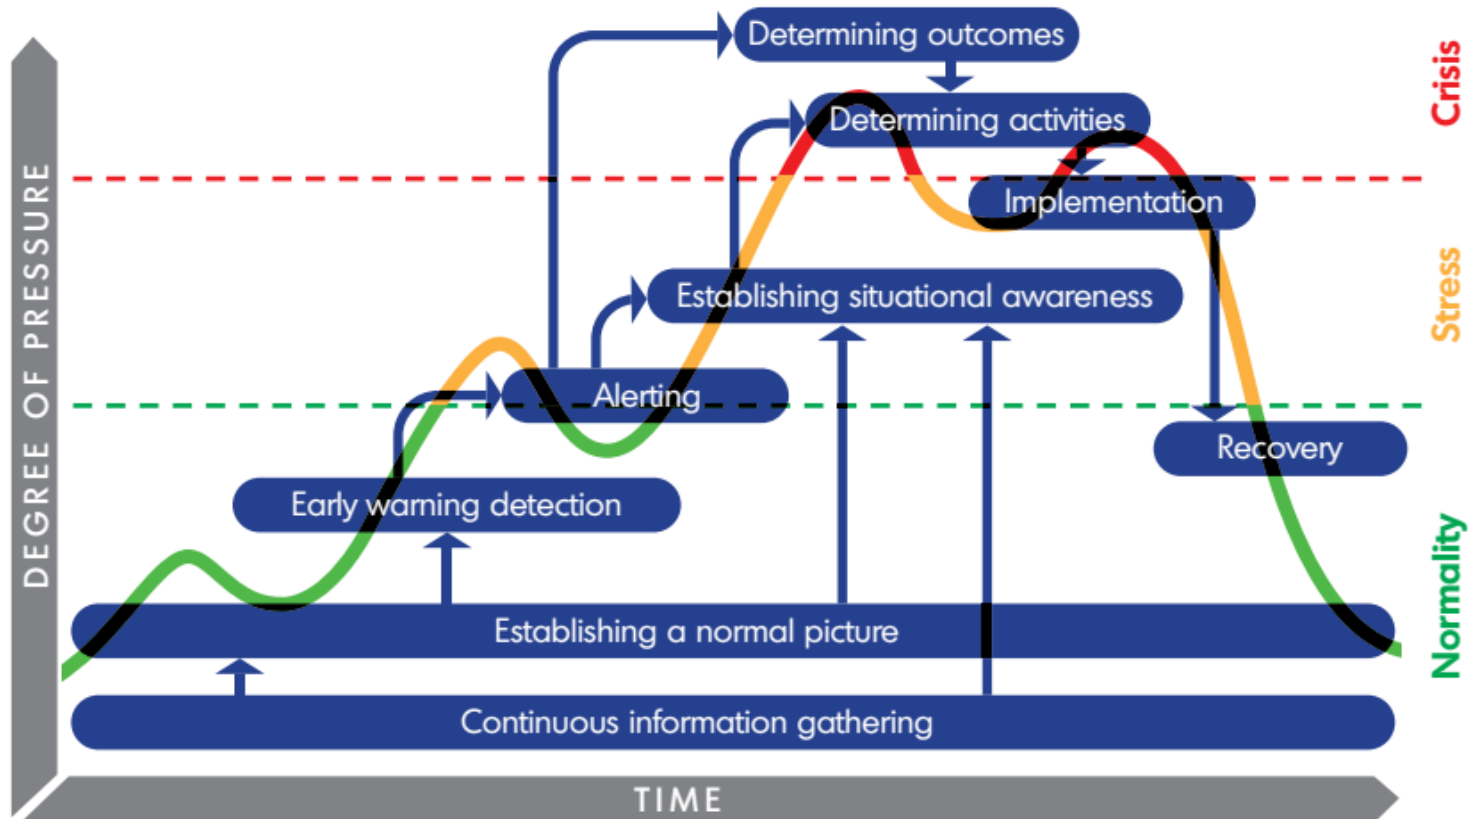 Determining outcomes
Determining activities
Implementation
Establishing situational awareness
Alerting
Recovery
Early warning detection
Establishing a normal picture
Continuous information gathering
DEGREE OF PRESSURE
TIME
Crisis
Stress
Normality